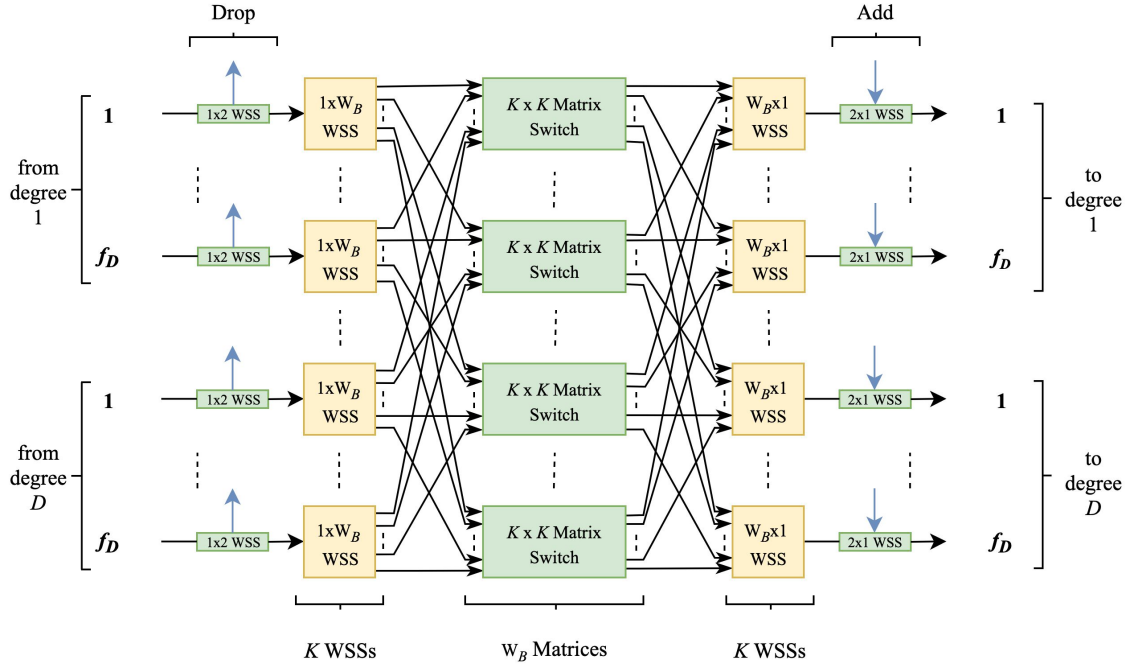 Drop
Add
1
1x2 WSS
1xW_B
WSS
K x K Matrix
Switch
W_Bx1
WSS
2x1 WSS
1
from
degree
1
to
degree
1
f_D
1x2 WSS
1xW_B
WSS
K x K Matrix
Switch
W_Bx1
WSS
2x1 WSS
f_D
1
1x2 WSS
1xW_B
WSS
K x K Matrix
Switch
W_Bx1
WSS
2x1 WSS
1
from
degree
D
to
degree
D
f_D
1x2 WSS
1xW_B
WSS
K x K Matrix
Switch
W_Bx1
WSS
2x1 WSS
f_D
K WSSs
W_B Matrices
K WSSs